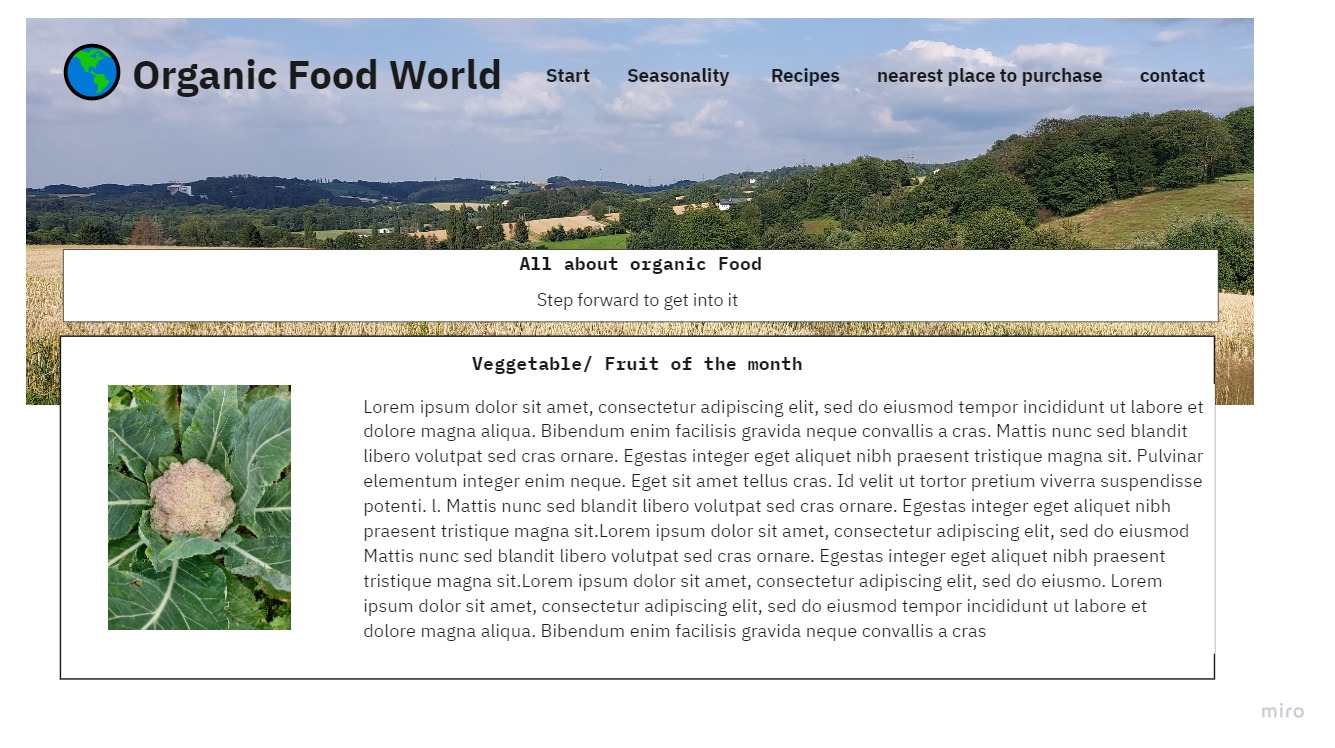 Organic Food World
Start Seasonality Recipes nearest place to purchase contact
All about organic Food
Step forward to get into it
Veggetable/ Fruit of the month
Lorem ipsum dolor sit amet, consectetur adipiscing elit, sed do eiusmod tempor incididunt ut labore et
dolore magna aliqua. Bibendum enim facilisis gravida neque convallis a cras. Mattis nunc sed blandit
libero volutpat sed cras ornare. Egestas integer eget aliquet nibh praesent tristique magna sit. Pulvinar
elementum integer enim neque. Eget sit amet tellus cras. Id velit ut tortor pretium viverra suspendisse
potenti. l. Mattis nunc sed blandit libero volutpat sed cras ornare. Egestas integer eget aliquet nibh
praesent tristique magna sit.Lorem ipsum dolor sit amet, consectetur adipiscing elit, sed do eiusmod
Mattis nunc sed blandit libero volutpat sed cras ornare. Egestas integer eget aliquet nibh praesent
tristique magna sit.Lorem ipsum dolor sit amet, consectetur adipiscing elit, sed do eiusmo. Lorem
ipsum dolor sit amet, consectetur adipiscing elit, sed do eiusmod tempor incididunt ut labore et
dolore magna aliqua. Bibendum enim facilisis gravida neque convallis a cras
miro